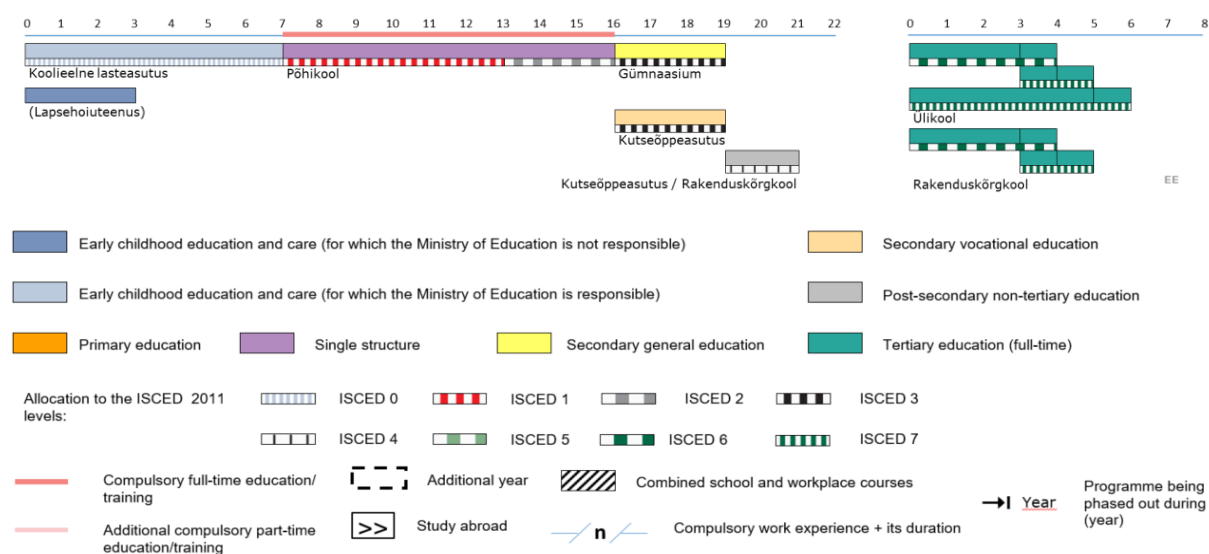 0 1 2 3 4 5 6 7 8 9 10 11 12 13 14 15 16 17 18 19 20 21 22
0 1 2 3 4 5 6 7 8
Koolieelne lasteasutus
Põhikool
Gümnaasium
(Lapsehoiuteenus)
Ülikool
Kutseõppeasutus
Kutseõppeasutus / Rakenduskõrgkool
Rakenduskõrgkool
EE
Early childhood education and care (for which the Ministry of Education is not responsible)
Secondary vocational education
Early childhood education and care (for which the Ministry of Education is responsible)
Post-secondary non-tertiary education
Primary education
Single structure
Secondary general education
Tertiary education (full-time)
Allocation to the ISCED 2011
levels:
ISCED 0
ISCED 1
ISCED 2
ISCED 3
ISCED 4
ISCED 5
ISCED 6
ISCED 7
Compulsory full-time education/
training
Additional year
Combined school and workplace courses
Year
Programme being
phased out during
(year)
Additional compulsory part-time
education/training
>>
Study abroad
n
Compulsory work experience + its duration